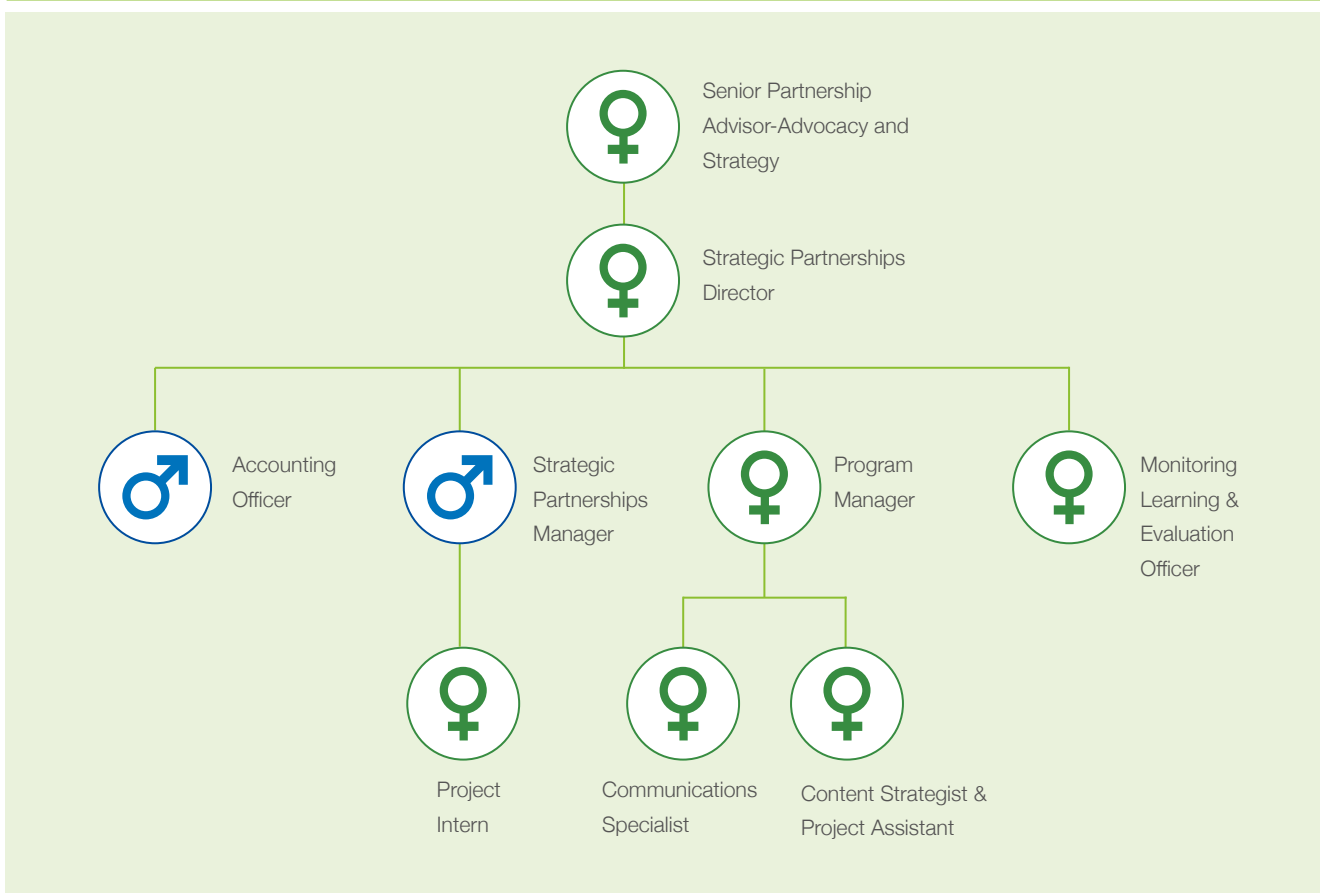 Senior Partnership
Advisor-Advocacy and
Strategy
Strategic Partnerships
Director
Accounting
Officer
Strategic
Partnerships
Manager
Program
Manager
Monitoring
Learning &
Evaluation
Officer
Project
Intern
Communications
Specialist
Content Strategist &
Project Assistant